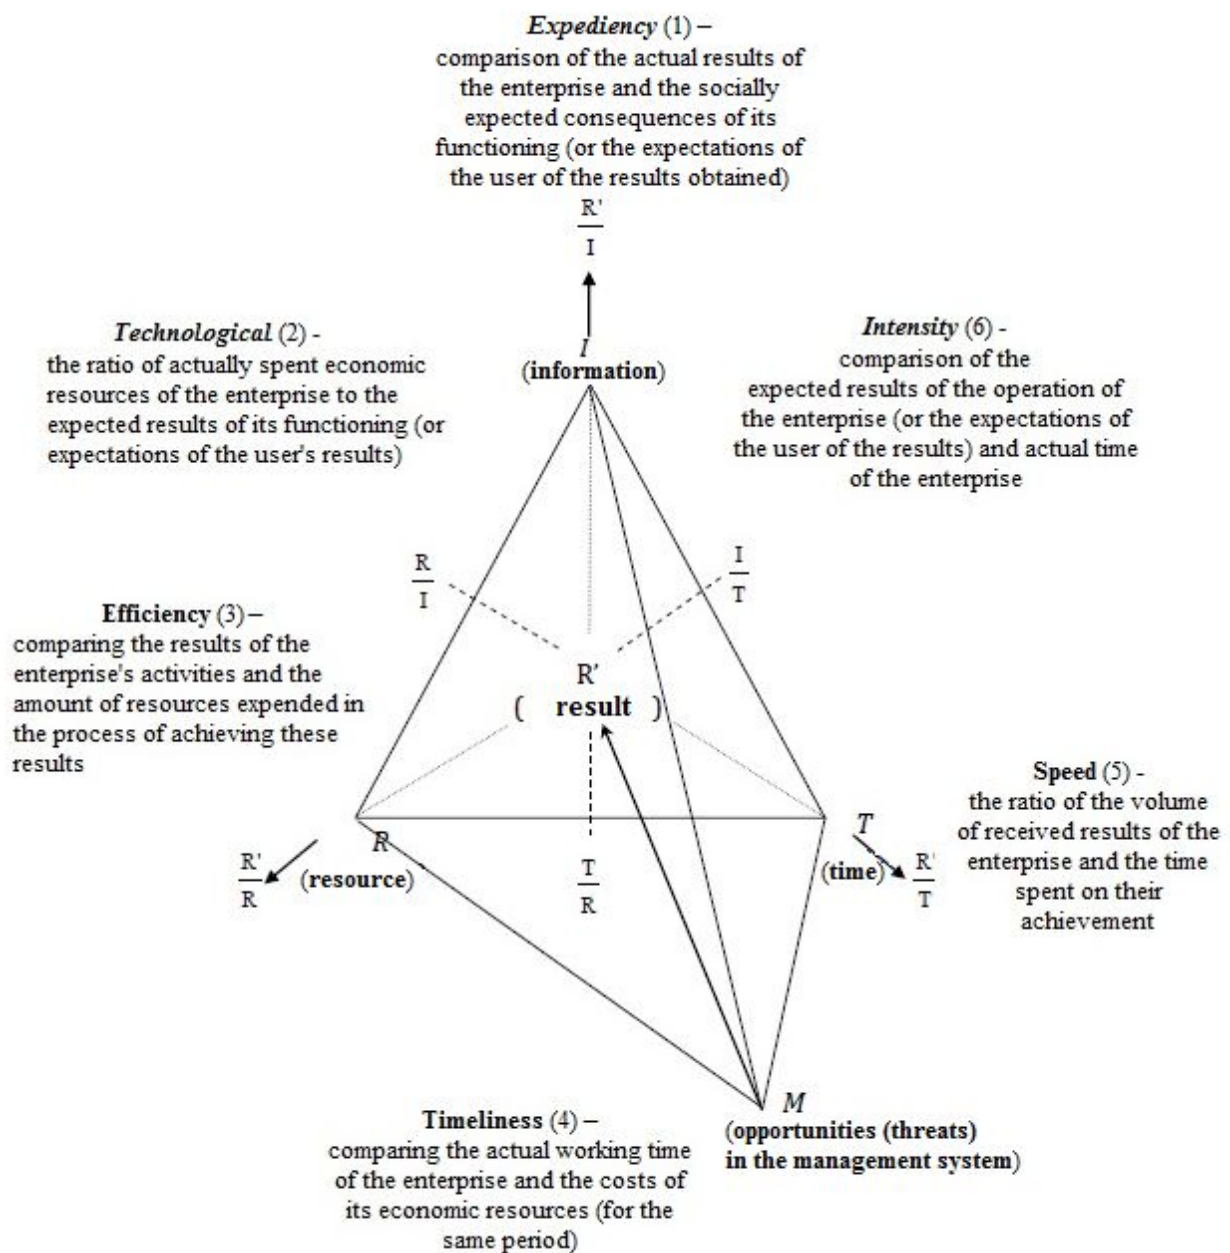 Expediency (1) –
comparison of the actual results of
the enterprise and the socially
expected consequences of its
functioning (or the expectations of
the user of the results obtained)
R'
I
Technological (2) -
the ratio of actually spent economic
resources of the enterprise to the
expected results of its functioning (or
expectations of the user's results)
I
(information)
Intensity (6) -
comparison of the
expected results of the operation of
the enterprise (or the expectations of
the user of the results) and actual time
of the enterprise
R
I
I
T
Efficiency (3) –
comparing the results of the
enterprise's activities and the
amount of resources expended in
the process of achieving these
results
R'
( result )
Speed (5) -
the ratio of the volume
of received results of the
enterprise and the time
spent on their
achievement
R'
R
R
(resource)
T
R
T
(time)
R'
T
Timeliness (4) –
comparing the actual working time
of the enterprise and the costs of
its economic resources (for the
same period)
M
(opportunities (threats)
in the management system)